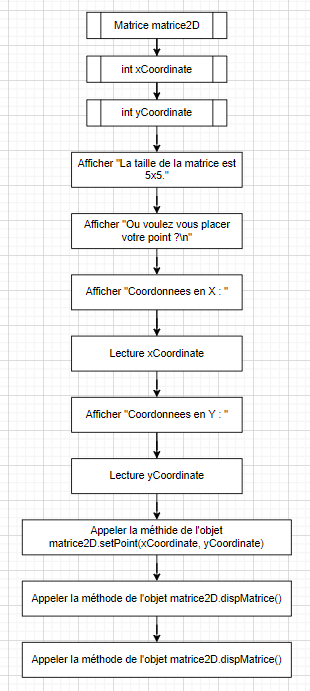 Matrice matrice2D
int xCoordinate
int yCoordinate
Afficher "La taille de la matrice est
5x5."
Afficher "Ou voulez vous placer
votre point ?\n"
Afficher "Coordonnees en X : "
Lecture xCoordinate
Afficher "Coordonnees en Y : "
Lecture yCoordinate
Appeler la méthide de l'objet
matrice2D.setPoint(xCoordinate, yCoordinate)
Appeler la méthode de l'objet matrice2D.dispMatrice()
Appeler la méthode de l'objet matrice2D.dispMatrice()